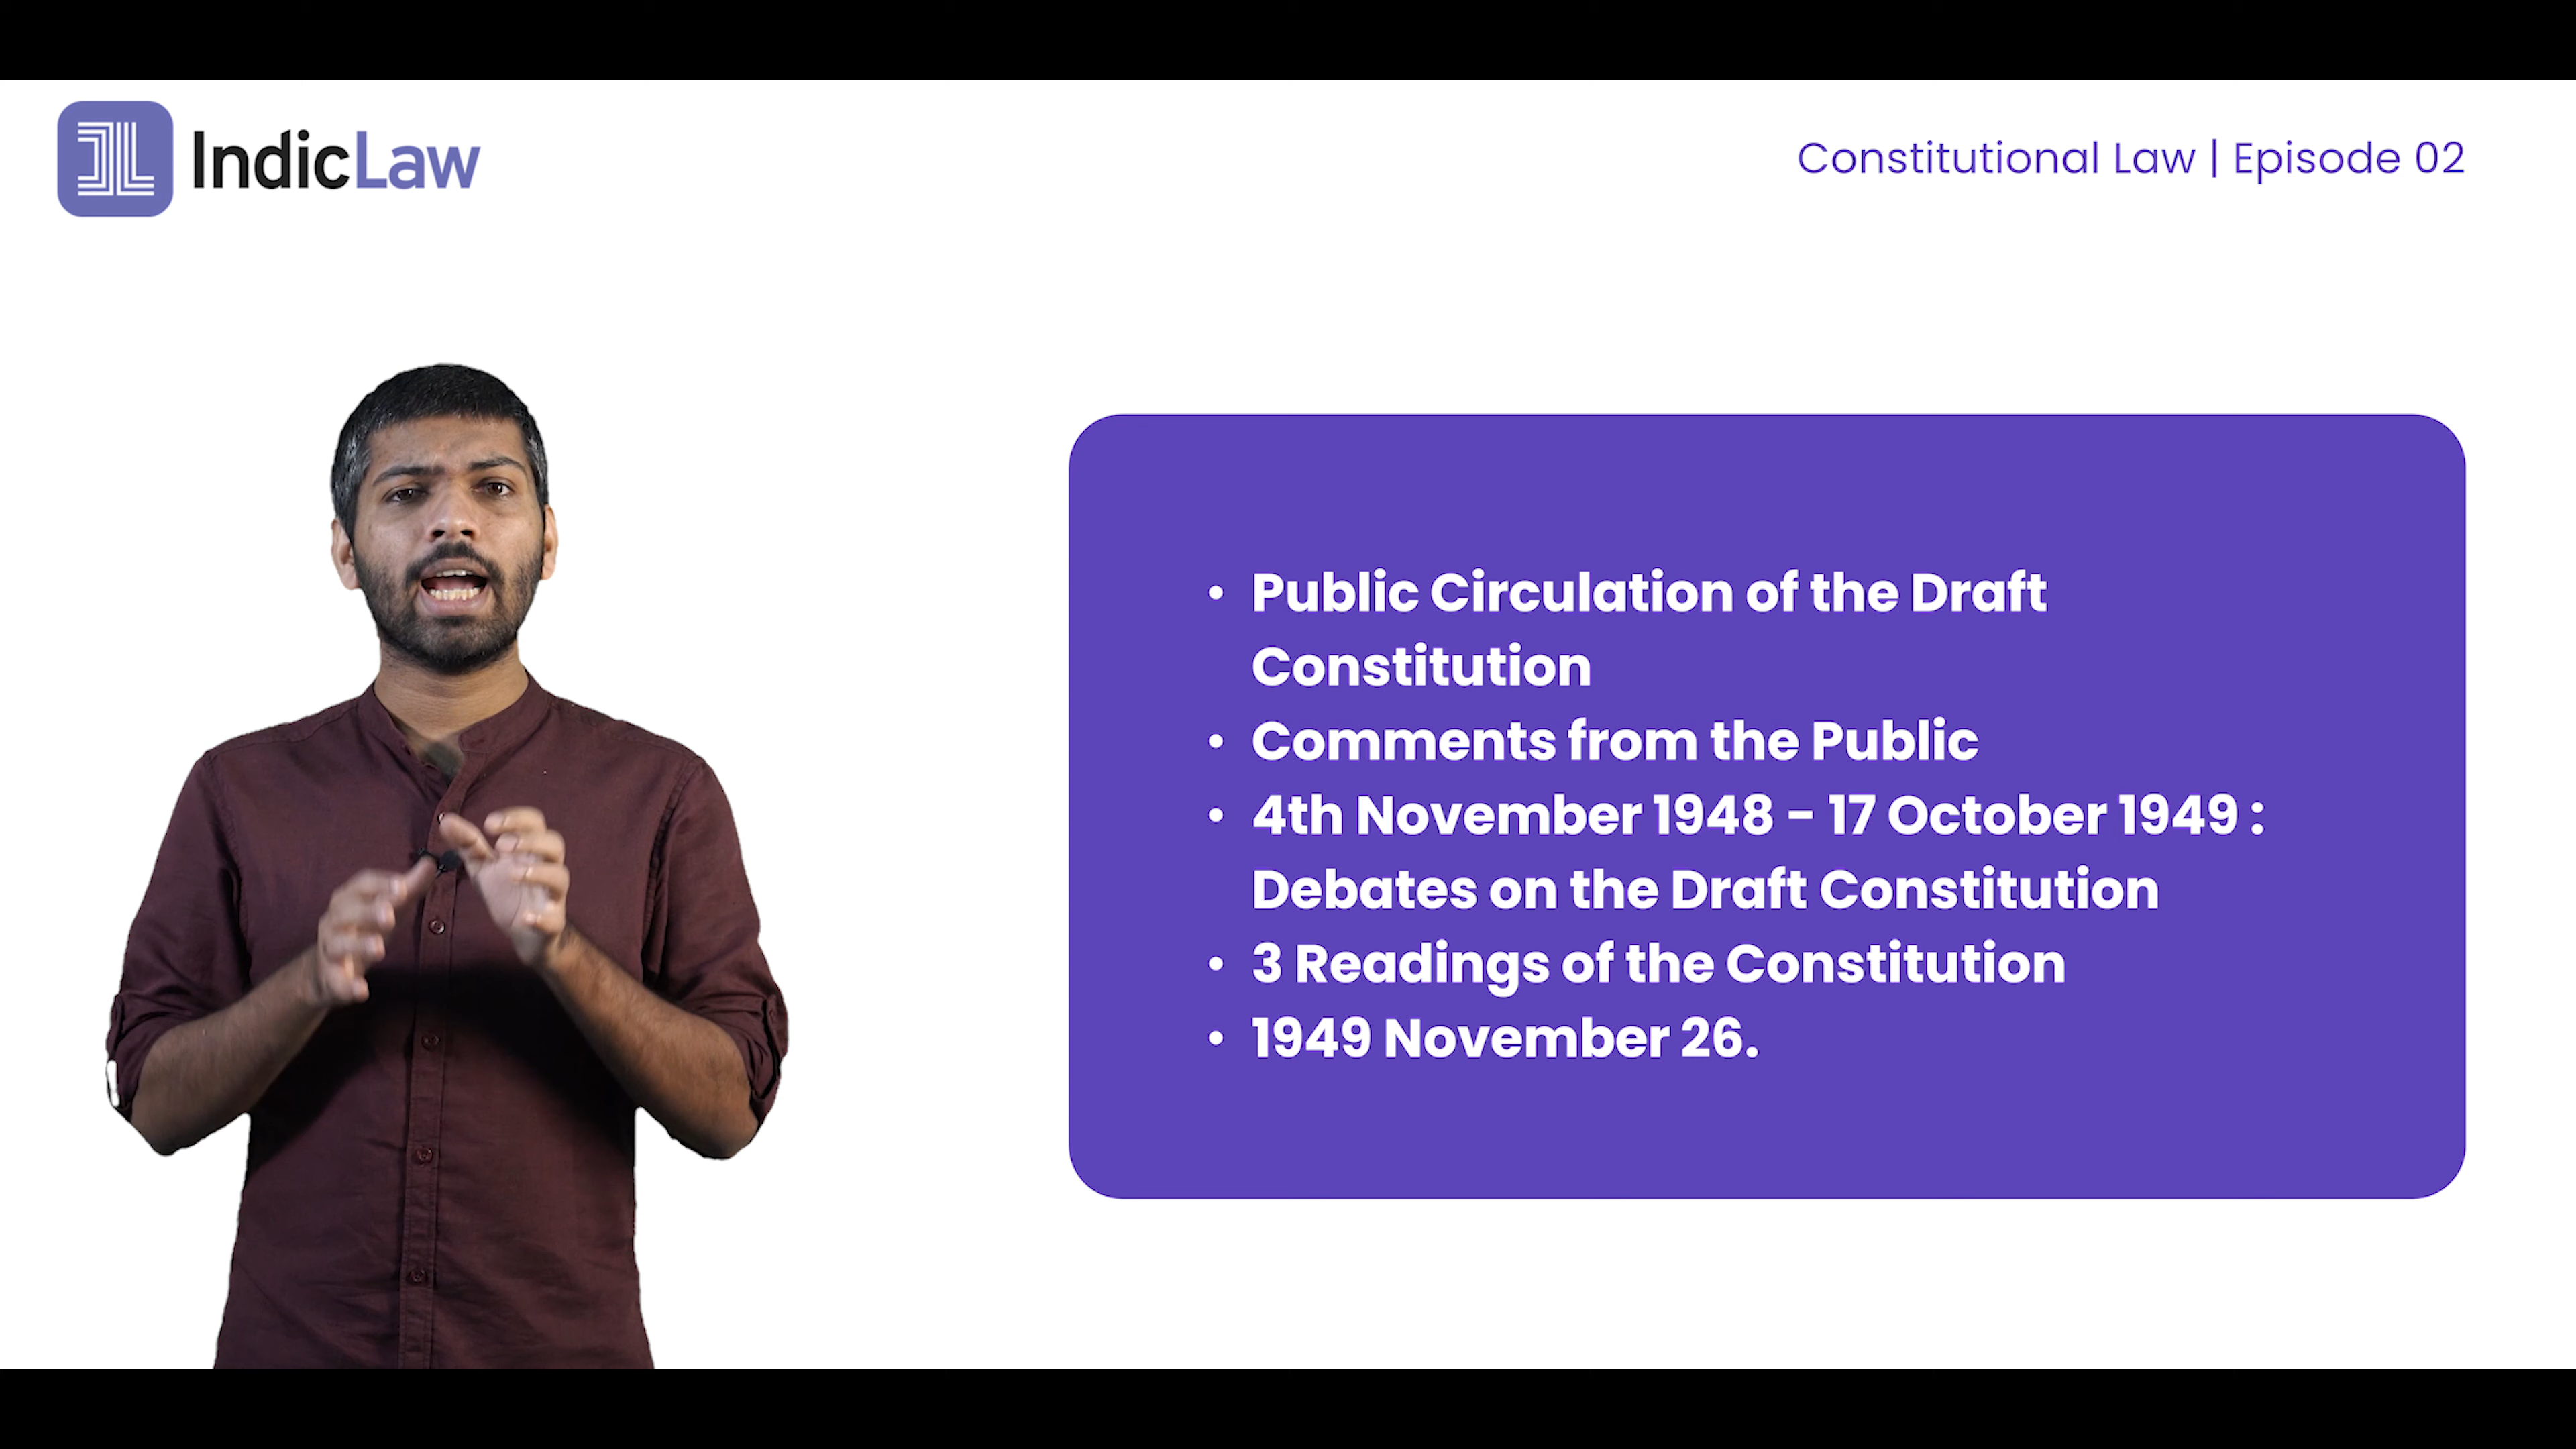 IndicLaw
Constitutional Law | Episode 02
• Public Circulation of the Draft
Constitution
• Comments from the Public
• 4th November 1948 - 17 October 1949 :
Debates on the Draft Constitution
• 3 Readings of the Constitution
• 1949 November 26.